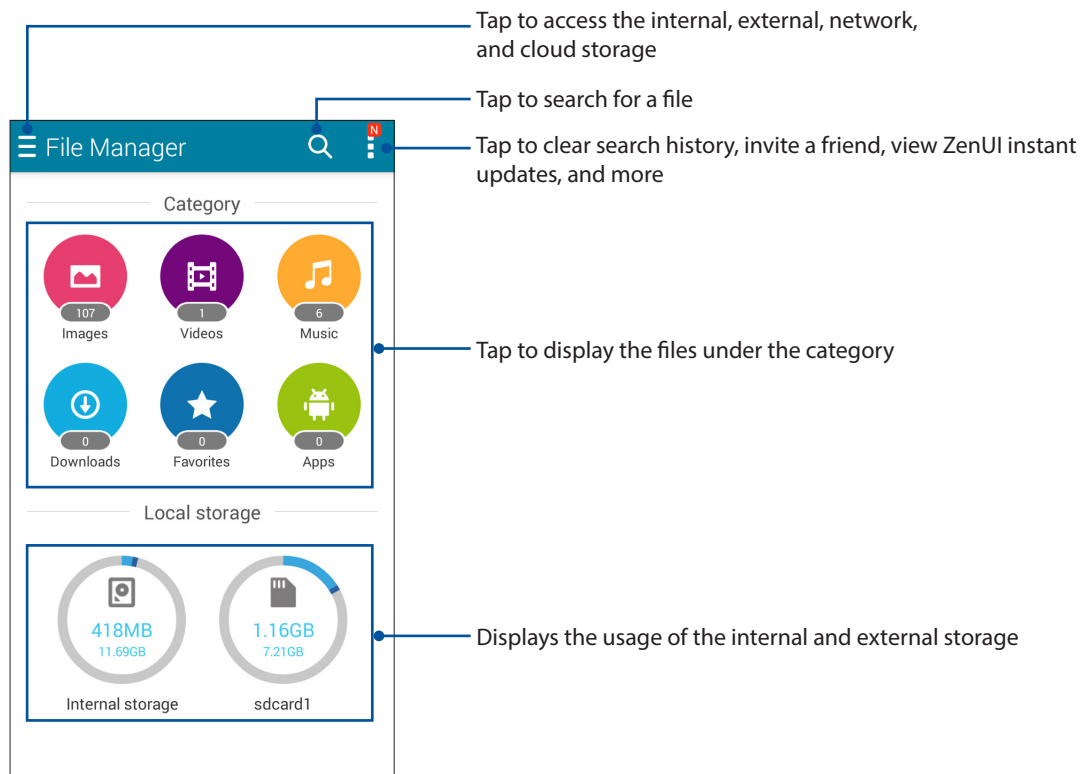 Tap to access the internal, external, network,
and cloud storage
Tap to search for a file
N
File Manager
Tap to clear search history, invite a friend, view ZenUI instant
updates, and more
Category
107
1
6
Images
Videos
Music
Tap to display the files under the category
0
0
0
Downloads
Favorites
Apps
Local storage
418MB
1.16GB
11.69GB
7.21GB
Displays the usage of the internal and external storage
Internal storage
sdcard1